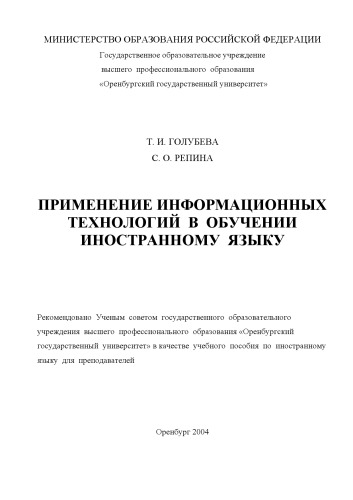 МИНИСТЕРСТВО ОБРАЗОВАНИЯ РОССИЙСКОЙ ФЕДЕРАЦИИ
Государственное образовательное учреждение
высшего профессионального образования
«Оренбургский государственный университет»
Т. И. ГОЛУБЕВА
С. О. РЕПИНА
ПРИМЕНЕНИЕ ИНФОРМАЦИОННЫХ
ТЕХНОЛОГИЙ В ОБУЧЕНИИ
ИНОСТРАННОМУ ЯЗЫКУ
Рекомендовано Ученым советом государственного образовательного
учреждения высшего профессионального образования «Оренбургский
государственный университет» в качестве учебного пособия по иностранному
языку для преподавателей
Оренбург 2004